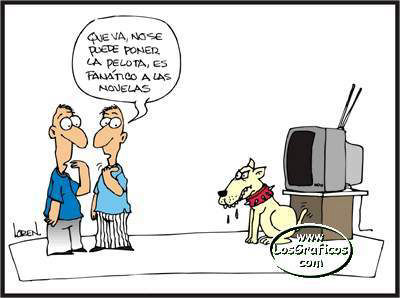 QUE VA, NO SE
PUEDE PONER
LA PELOTA, ES
FANÁTICO A LAS
NOVELAS
LOREN
www
LosGraficos
com